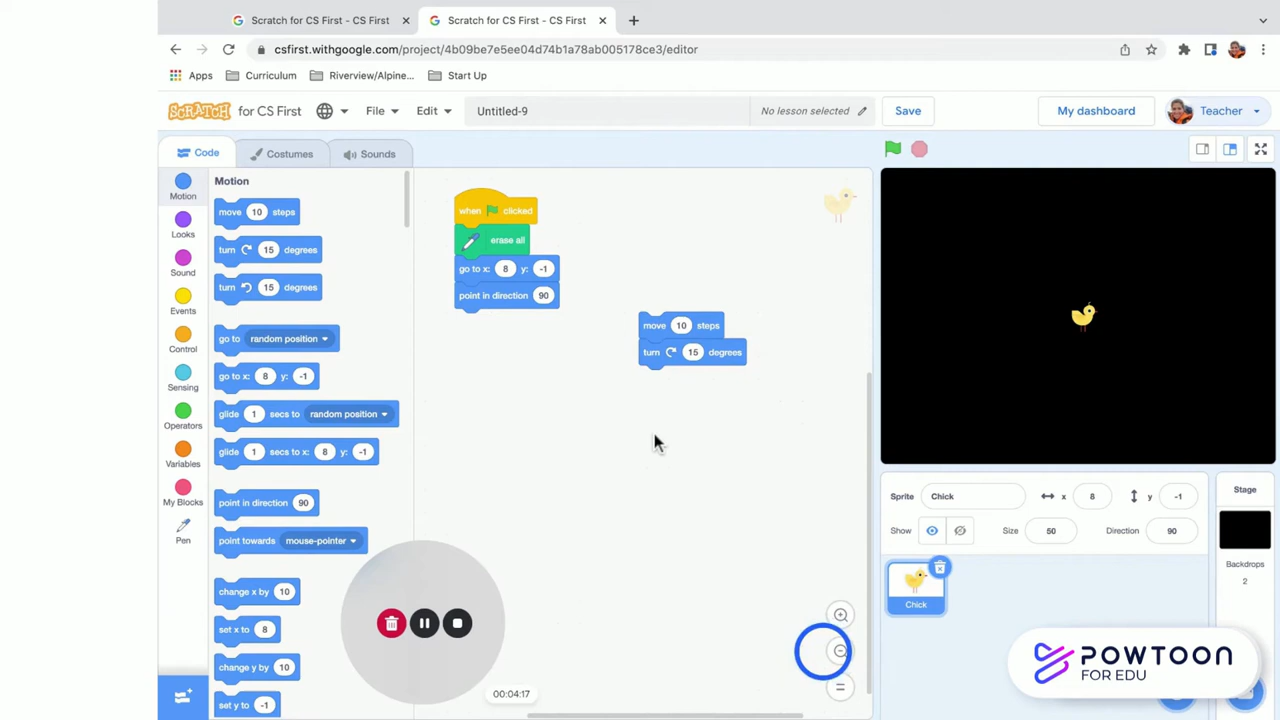 Scratch for CS First - CS First
Scratch for CS First - CS First
csfirst.withgoogle.com/project/4b09be7e5ee04d74b1a78ab005178ce3/editor
Apps Curriculum Riverview/Alpine... Start Up
SCRATCH for CS First File Edit Untitled-9 No lesson selected Save My dashboard Teacher
Code Costumes Sounds
Motion
Looks
Sound
Events
Control
Sensing
Operators
Variables
My Blocks
Pen
Motion
move 10 steps
turn 15 degrees
turn 15 degrees
go to random position
go to x: 8 y: -1
glide 1 secs to random position
glide 1 secs to x: 8 y: -1
point in direction 90
point towards mouse-pointer
change x by 10
set x to 8
change y by 10
set y to -1
when clicked
erase all
go to x: 8 y: -1
point in direction 90
move 10 steps
turn 15 degrees
00:04:17
Sprite Chick x 8 y -1
Show Size 50 Direction 90
Chick
Stage
Backdrops
2
POWTOON
FOR EDU